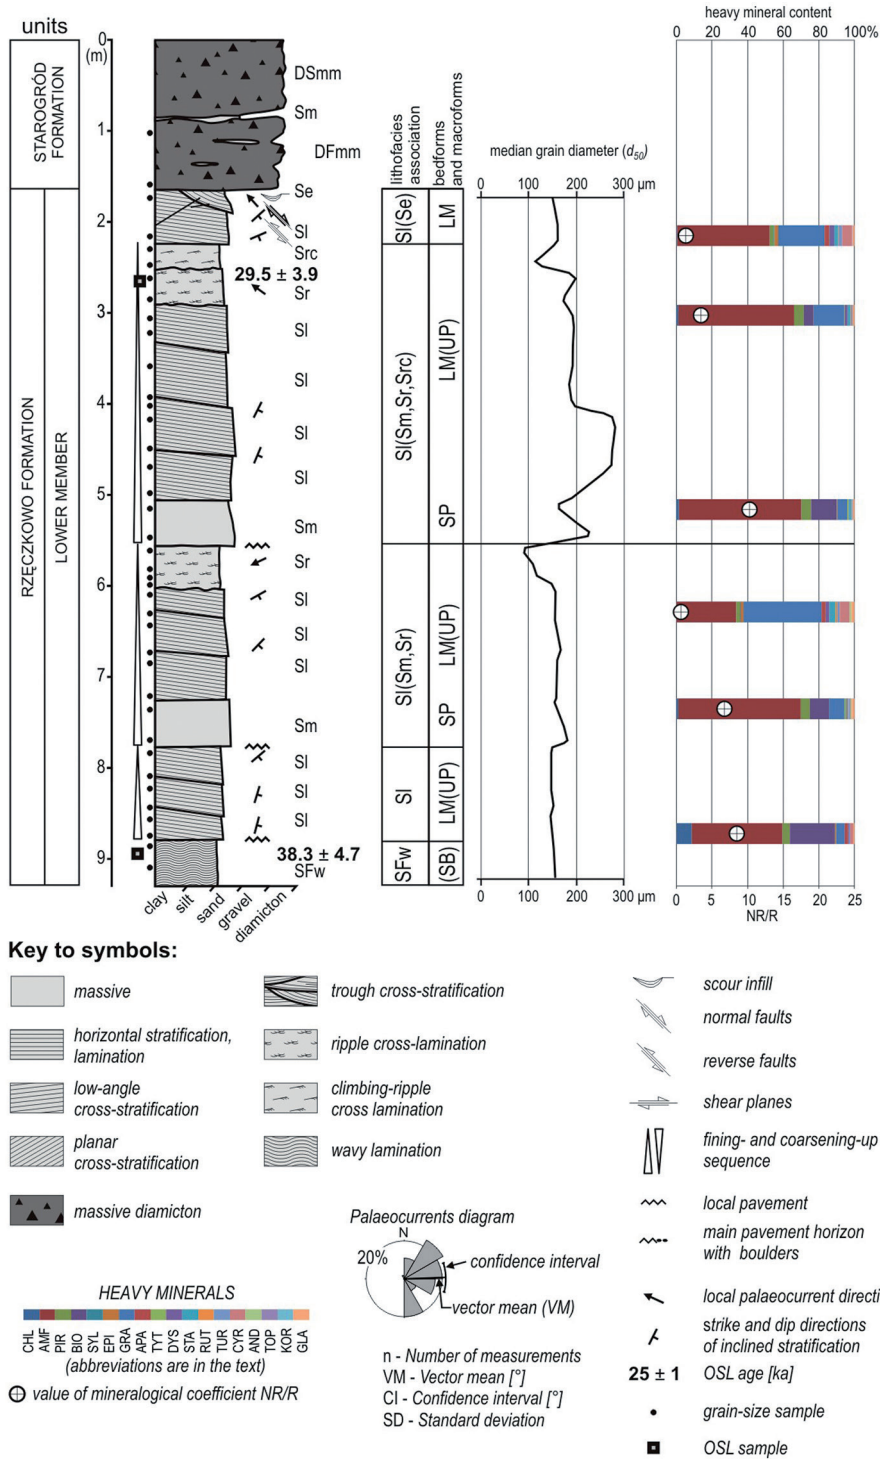 units
0
(m)
1
2
3
4
5
6
7
8
9
STAROGRÓD
FORMATION
RZĘCZKOWO FORMATION
LOWER MEMBER
DSmm
Sm
DFmm
Se
Sl
Src
29.5 ± 3.9
Sr
Sl
Sl
Sl
Sl
Sm
Sr
Sl
Sl
Sl
Sm
Sl
Sl
Sl
38.3 ± 4.7
SFw
clay
silt
sand
gravel
diamicton
lithofacies
association
bedforms
and macroforms
Sl(Se)
LM
Sl(Sm,Sr,Src)
LM(UP)
SP
Sl(Sm,Sr)
LM(UP)
SP
Sl
LM(UP)
SFw
(SB)
median grain diameter (d50)
0 100 200 300 µm
0 100 200 300 µm
heavy mineral content
0 20 40 60 80 100%
0 5 10 15 20 25
NR/R
Key to symbols:
massive
horizontal stratification,
lamination
low-angle
cross-stratification
planar
cross-stratification
massive diamicton
trough cross-stratification
ripple cross-lamination
climbing-ripple
cross lamination
wavy lamination
scour infill
normal faults
reverse faults
shear planes
fining- and coarsening-up
sequence
local pavement
main pavement horizon
with boulders
local palaeocurrent directi
strike and dip directions
of inclined stratification
25 ± 1 OSL age [ka]
grain-size sample
OSL sample
Palaeocurrents diagram
N
20%
confidence interval
vector mean (VM)
n - Number of measurements
VM - Vector mean [°]
CI - Confidence interval [°]
SD - Standard deviation
HEAVY MINERALS
CHL
AMF
PIR
BIO
SYL
EPI
GRA
APA
TYT
DYS
STA
RUT
TUR
CYR
AND
TOP
KOR
GLA
(abbreviations are in the text)
value of mineralogical coefficient NR/R